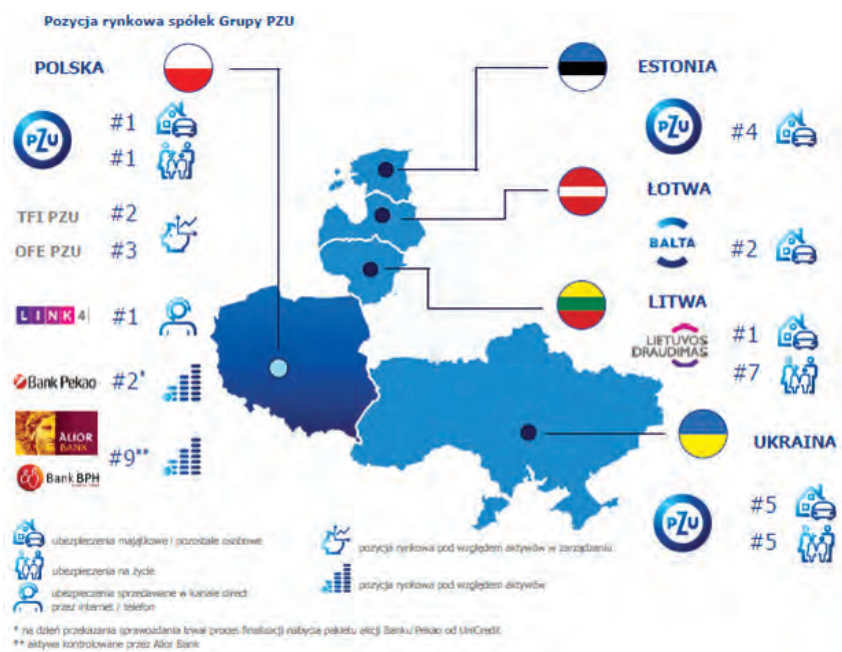 Pozycja rynkowa spółek Grupy PZU
POLSKA
PZU
#1
#1
TFI PZU
#2
OFE PZU
#3
LINK4
#1
Bank Pekao
#2*
ALIOR
BANK
Bank BPH
#9**
ESTONIA
PZU
#4
ŁOTWA
BALTA
#2
LITWA
LIETUVOS
DRAUDIMAS
#1
#7
UKRAINA
PZU
#5
#5
ubezpieczenia majątkowe i pozostałe osobowe
ubezpieczenia na życie
ubezpieczenia sprzedawane w kanale direct
przez internet / telefon
pozycja rynkowa pod względem aktywów w zarządzaniu
pozycja rynkowa pod względem aktywów
* na dzień przekazania sprawozdania trwał proces finalizacji nabycia pakietu akcji Banku Pekao od UniCredit
** aktywa kontrolowane przez Alior Bank